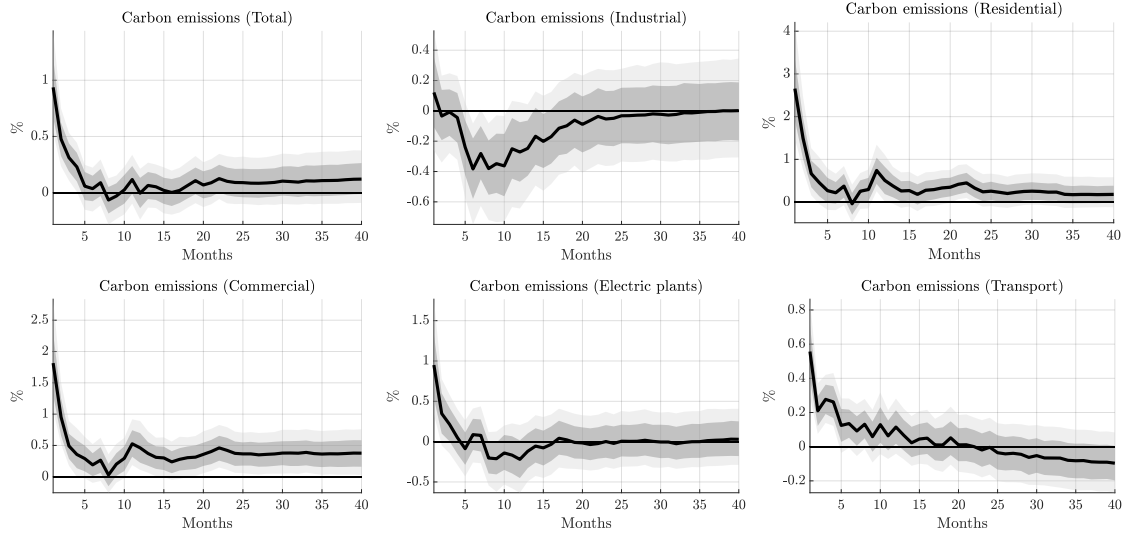 Carbon emissions (Total)
1
0.5
0
%
5 10 15 20 25 30 35 40
Months
Carbon emissions (Industrial)
0.4
0.2
0
-0.2
-0.4
-0.6
%
5 10 15 20 25 30 35 40
Months
Carbon emissions (Residential)
4
3
2
1
0
%
5 10 15 20 25 30 35 40
Months
Carbon emissions (Commercial)
2.5
2
1.5
1
0.5
0
%
5 10 15 20 25 30 35 40
Months
Carbon emissions (Electric plants)
1.5
1
0.5
0
-0.5
%
5 10 15 20 25 30 35 40
Months
Carbon emissions (Transport)
0.8
0.6
0.4
0.2
0
-0.2
%
5 10 15 20 25 30 35 40
Months